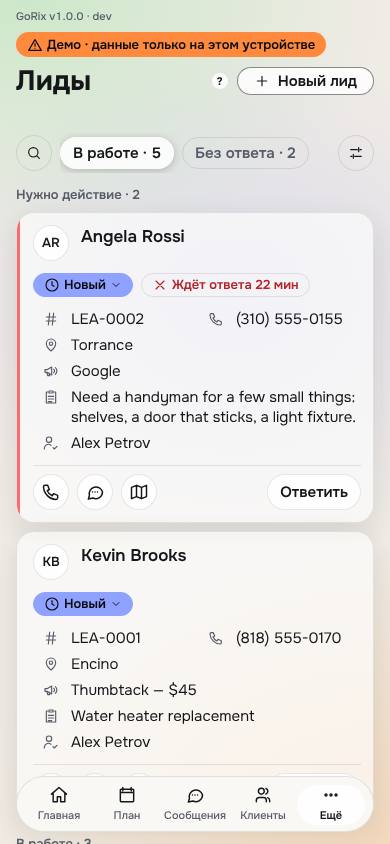 GoRix v1.0.0 · dev
Демо · данные только на этом устройстве
Лиды
? + Новый лид
В работе · 5 Без ответа · 2
Нужно действие · 2
AR Angela Rossi
Новый Ждёт ответа 22 мин
# LEA-0002 (310) 555-0155
Torrance
Google
Need a handyman for a few small things:
shelves, a door that sticks, a light fixture.
Alex Petrov
Ответить
KB Kevin Brooks
Новый
# LEA-0001 (818) 555-0170
Encino
Thumbtack — $45
Water heater replacement
Alex Petrov
Главная План Сообщения Клиенты Ещё
В работе · 3